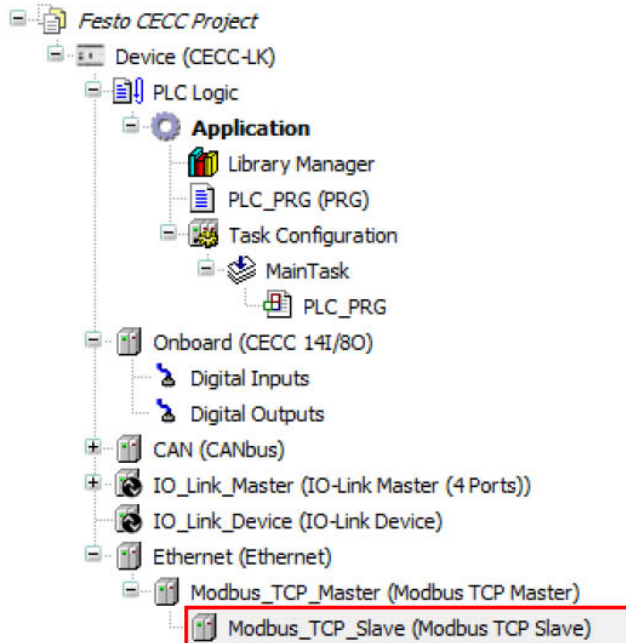 Festo CECC Project
Device (CECC-LK)
PLC Logic
Application
Library Manager
PLC_PRG (PRG)
Task Configuration
MainTask
PLC_PRG
Onboard (CECC 14I/8O)
Digital Inputs
Digital Outputs
CAN (CANbus)
IO_Link_Master (IO-Link Master (4 Ports))
IO_Link_Device (IO-Link Device)
Ethernet (Ethernet)
Modbus_TCP_Master (Modbus TCP Master)
Modbus_TCP_Slave (Modbus TCP Slave)